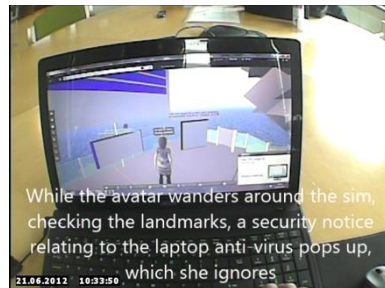 While the avatar wanders around the sim,
checking the landmarks, a security notice
relating to the laptop anti-virus pops up,
which she ignores
21.06.2012 10:33:50